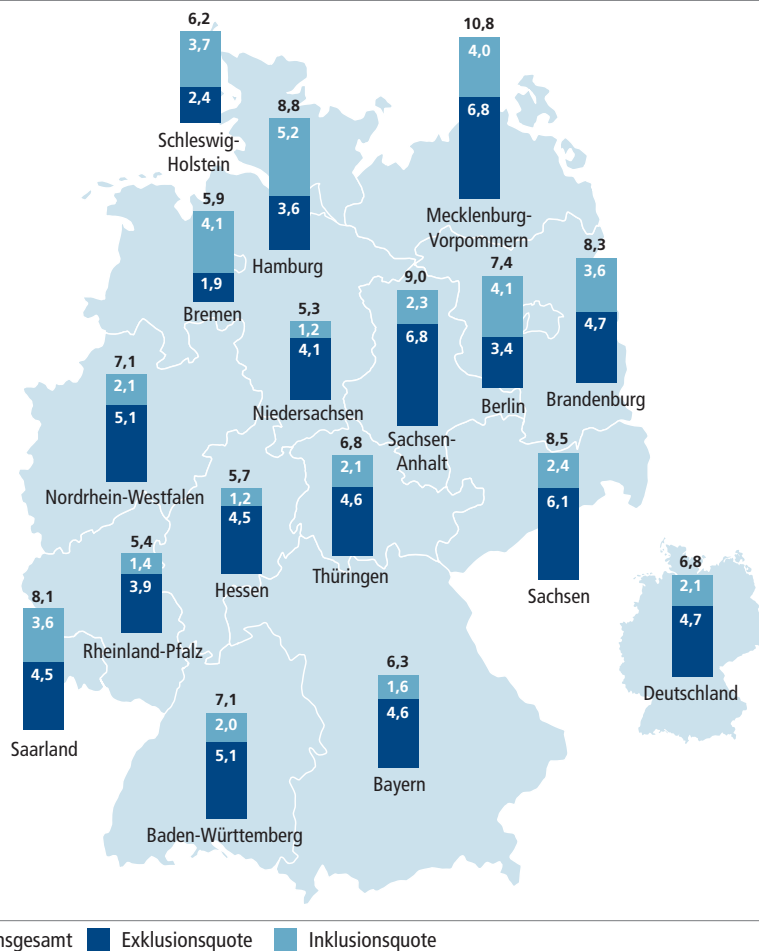 6,2
3,7
2,4
Schleswig-
Holstein
10,8
4,0
6,8
Mecklenburg-
Vorpommern
8,8
5,2
3,6
Hamburg
5,9
4,1
1,9
Bremen
5,3
1,2
4,1
Niedersachsen
9,0
2,3
6,8
Sachsen-
Anhalt
7,4
4,1
3,4
Berlin
8,3
3,6
4,7
Brandenburg
7,1
2,1
5,1
Nordrhein-Westfalen
5,7
1,2
4,5
Hessen
6,8
2,1
4,6
Thüringen
8,5
2,4
6,1
Sachsen
5,4
1,4
3,9
Rheinland-Pfalz
8,1
3,6
4,5
Saarland
7,1
2,0
5,1
Baden-Württemberg
6,3
1,6
4,6
Bayern
6,8
2,1
4,7
Deutschland
nsgesamt Exklusionsquote Inklusionsquote